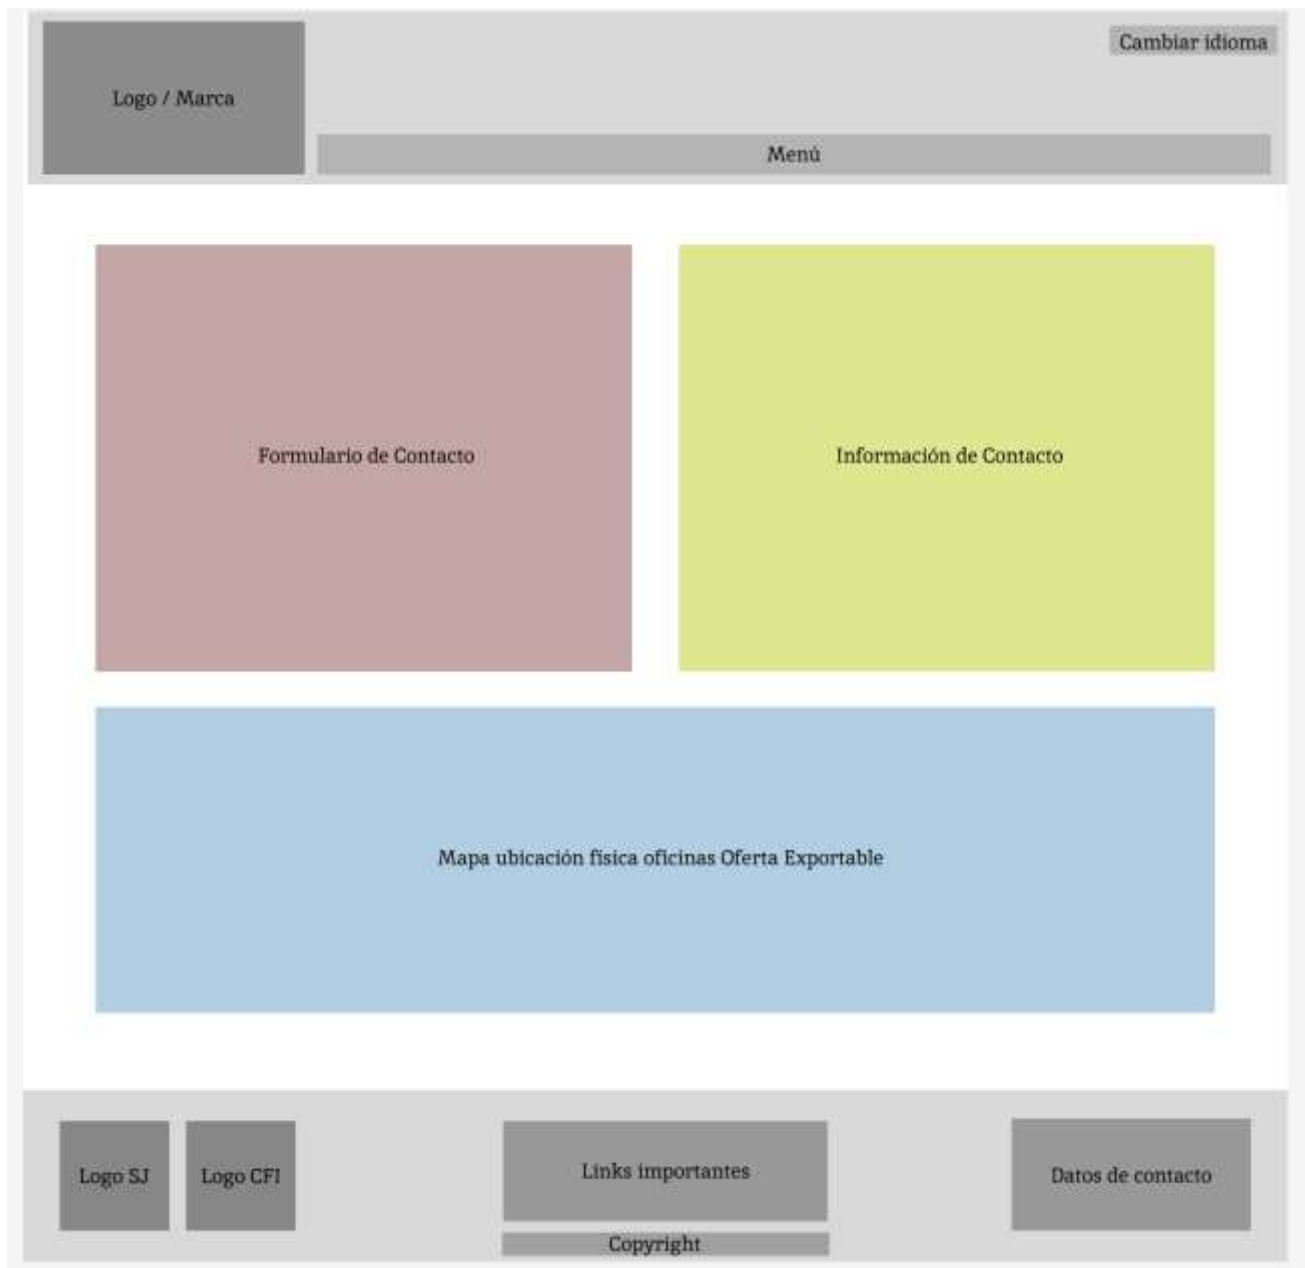 Cambiar idioma
Logo / Marca
Menú
Formulario de Contacto
Información de Contacto
Mapa ubicación física oficinas Oferta Exportable
Logo SJ
Logo CFI
Links importantes
Datos de contacto
Copyright